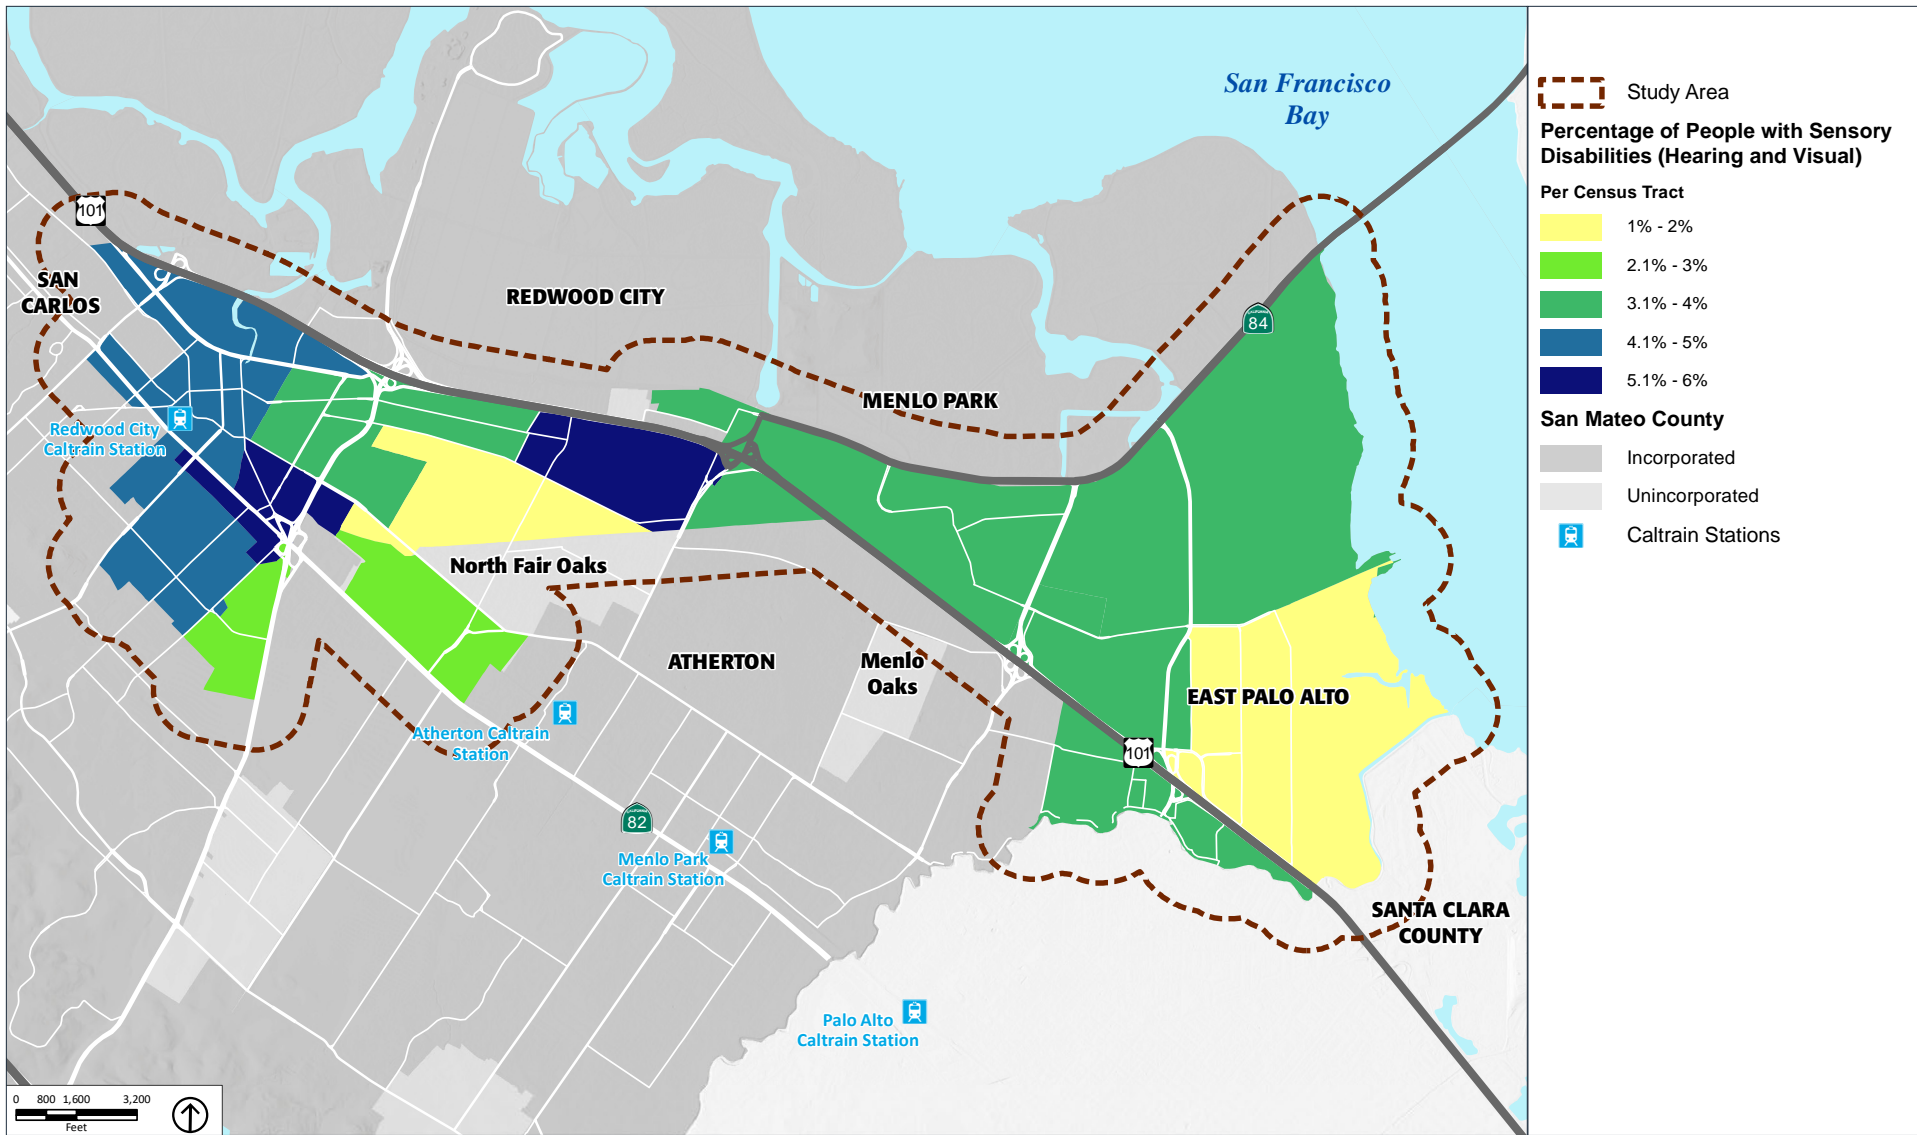 San Francisco
Bay
101
SAN
CARLOS
REDWOOD CITY
CALIFORNIA
84
MENLO PARK
Redwood City
Caltrain Station
North Fair Oaks
ATHERTON
Menlo
Oaks
EAST PALO ALTO
Atherton Caltrain
Station
101
CALIFORNIA
82
Menlo Park
Caltrain Station
SANTA CLARA
COUNTY
Palo Alto
Caltrain Station
0 800 1,600 3,200
Feet
Study Area
Percentage of People with Sensory
Disabilities (Hearing and Visual)
Per Census Tract
1% - 2%
2.1% - 3%
3.1% - 4%
4.1% - 5%
5.1% - 6%
San Mateo County
Incorporated
Unincorporated
Caltrain Stations